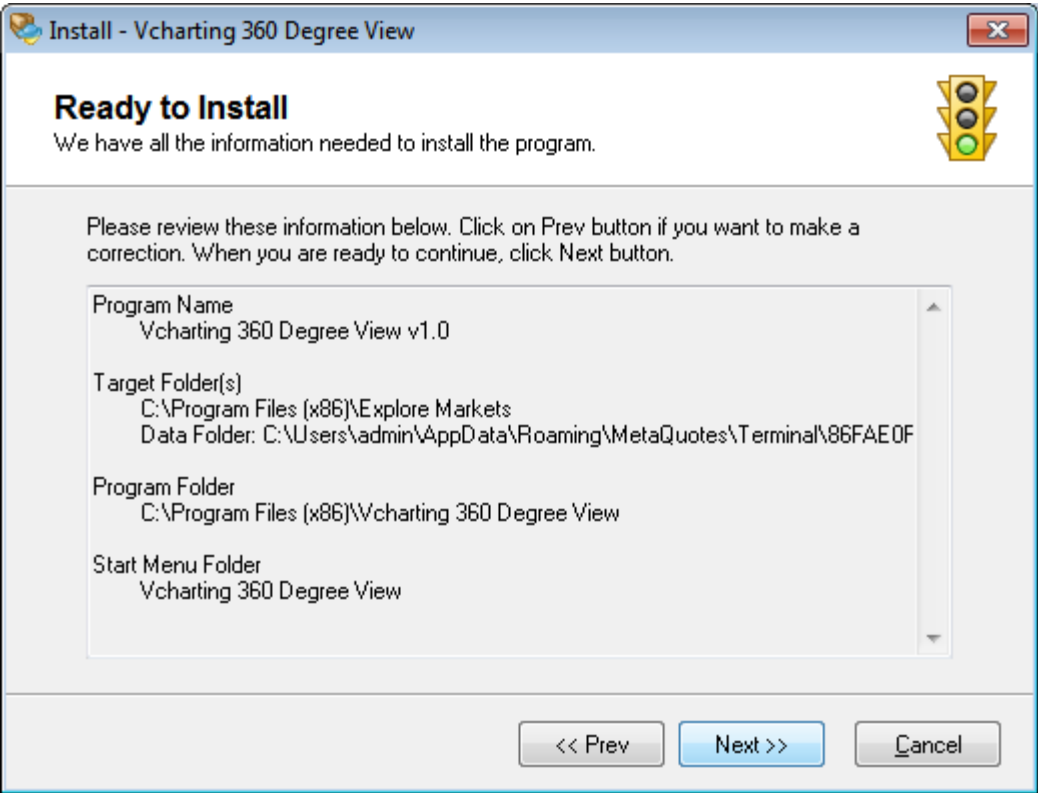 Install - Vcharting 360 Degree View
Ready to Install
We have all the information needed to install the program.
Please review these information below. Click on Prev button if you want to make a
correction. When you are ready to continue, click Next button.
Program Name
Vcharting 360 Degree View v1.0
Target Folder(s)
C:\Program Files (x86)\Explore Markets
Data Folder: C:\Users\admin\AppData\Roaming\MetaQuotes\Terminal\86FAE0F
Program Folder
C:\Program Files (x86)\Vcharting 360 Degree View
Start Menu Folder
Vcharting 360 Degree View
<< Prev
Next >>
Cancel